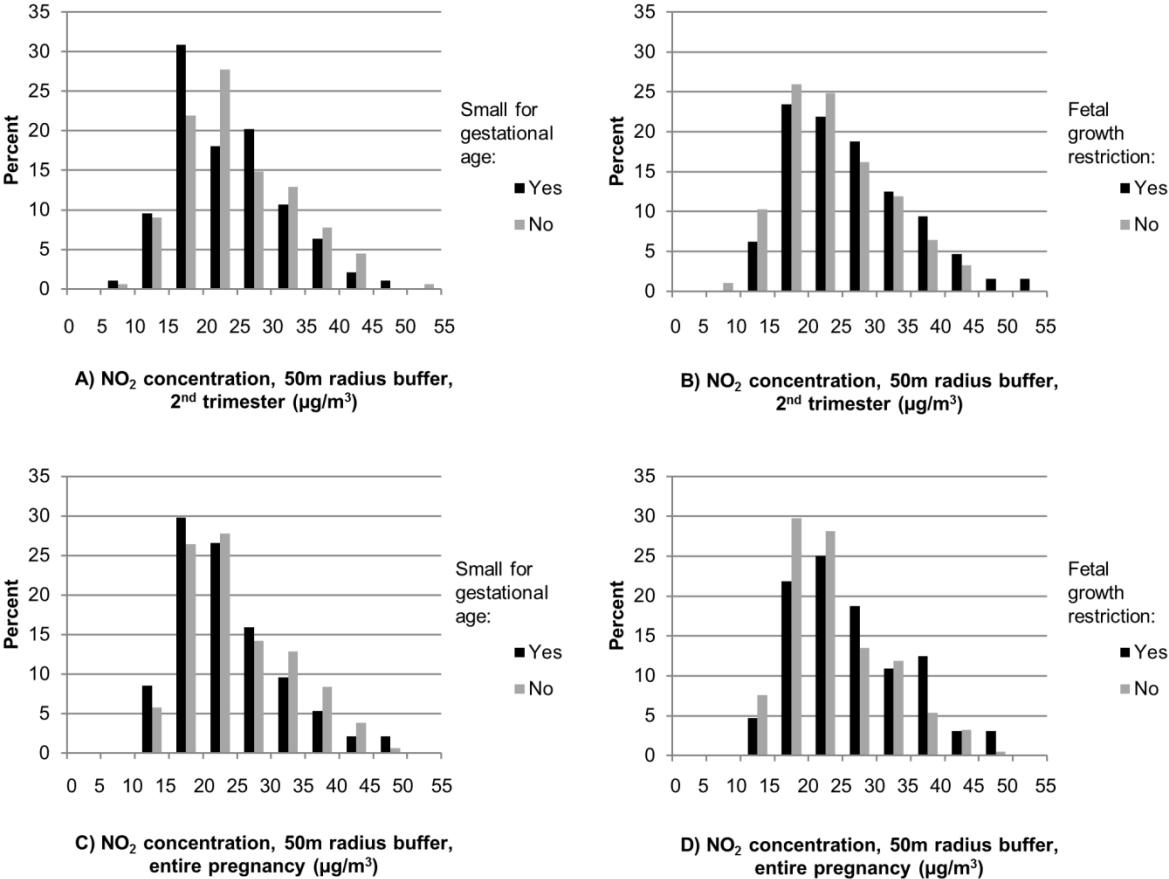 35
30
25
20
15
10
5
0
Percent
0 5 10 15 20 25 30 35 40 45 55
Small for
gestational
age:
Yes
No
A) NO₂ concentration, 50m radius buffer,
2ⁿᵈ trimester (µg/m³)
35
30
25
20
15
10
5
0
Percent
0 5 10 15 20 25 30 35 40 45 55
Fetal
growth
restriction:
Yes
No
B) NO₂ concentration, 50m radius buffer,
2ⁿᵈ trimester (µg/m³)
35
30
25
20
15
10
5
0
Percent
0 5 10 15 20 25 30 35 40 45 55
Small for
gestational
age:
Yes
No
C) NO₂ concentration, 50m radius buffer,
entire pregnancy (µg/m³)
35
30
25
20
15
10
5
0
Percent
0 5 10 15 20 25 30 35 40 45 55
Fetal
growth
restriction:
Yes
No
D) NO₂ concentration, 50m radius buffer,
entire pregnancy (µg/m³)